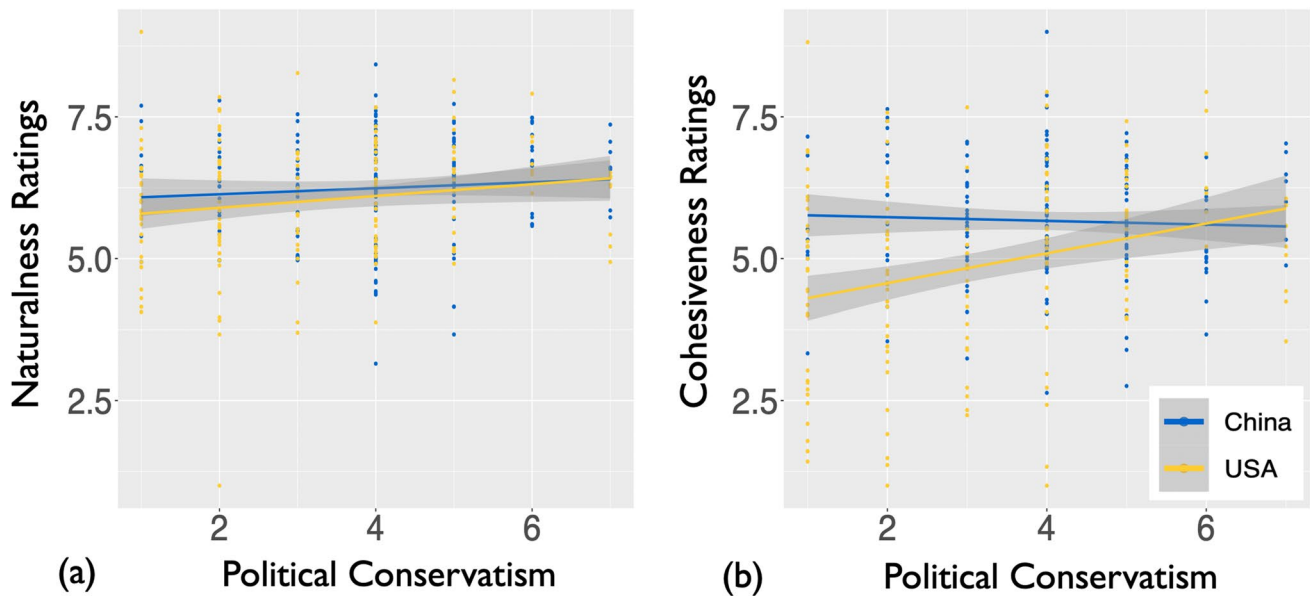 Naturalness Ratings
7.5
5.0
2.5
2 4 6
(a) Political Conservatism
Cohesiveness Ratings
7.5
5.0
2.5
2 4 6
(b) Political Conservatism
China
USA